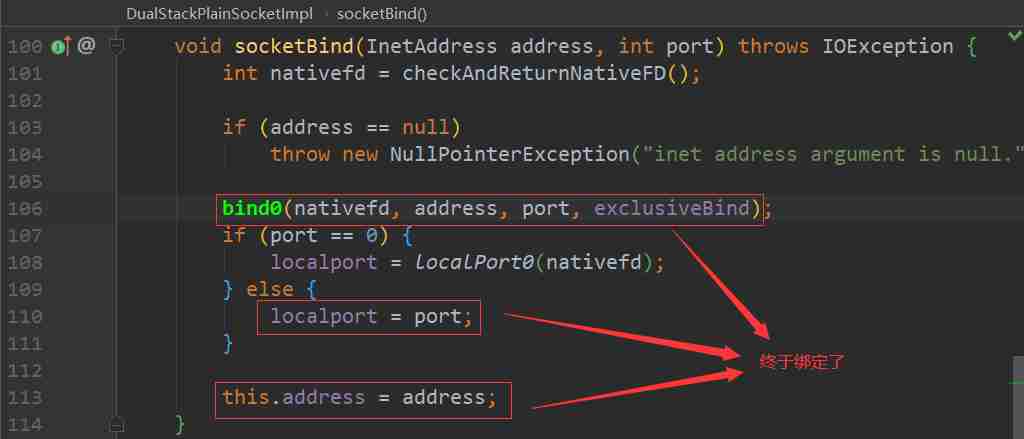 DualStackPlainSocketImpl › socketBind()
100 @ void socketBind(InetAddress address, int port) throws IOException {
101 int nativefd = checkAndReturnNativeFD();
102
103 if (address == null)
104 throw new NullPointerException("inet address argument is null."
105
106 bind0(nativefd, address, port, exclusiveBind);
107 if (port == 0) {
108 localport = localPort0(nativefd);
109 } else {
110 localport = port;
111 }
112
终于绑定了
113 this.address = address;
114 }